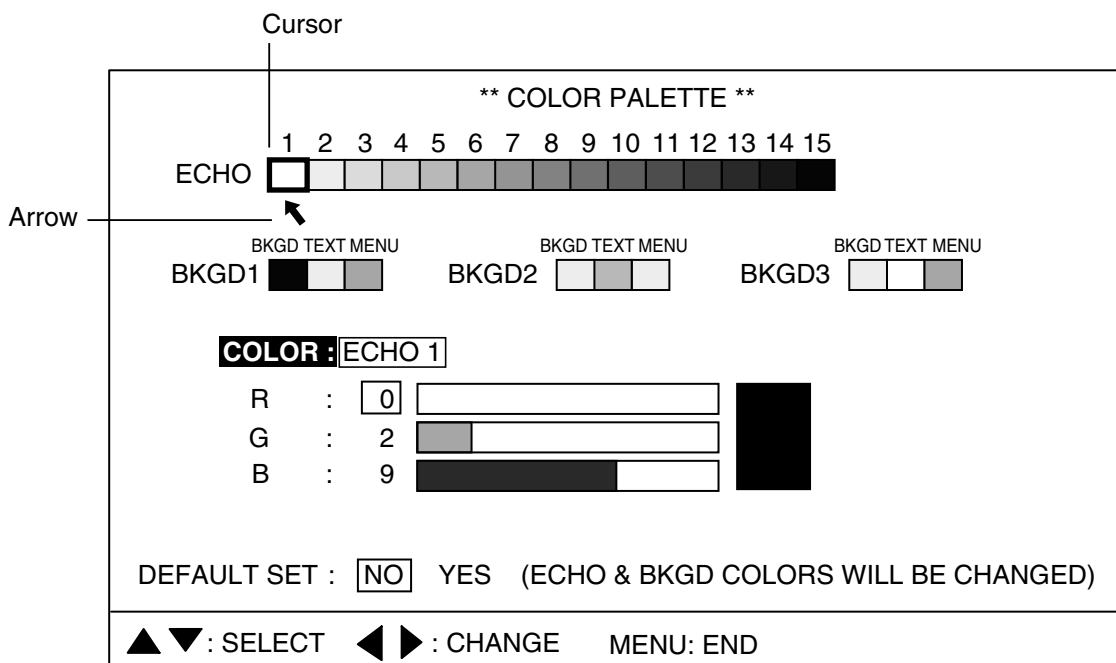 Cursor
** COLOR PALETTE **
1 2 3 4 5 6 7 8 9 10 11 12 13 14 15
ECHO
Arrow
BKGD TEXT MENU BKGD TEXT MENU BKGD TEXT MENU
BKGD1 BKGD2 BKGD3
COLOR : ECHO 1
R : 0
G : 2
B : 9
DEFAULT SET : NO YES (ECHO & BKGD COLORS WILL BE CHANGED)
▲ ▼ : SELECT ◀ ▶ : CHANGE MENU: END